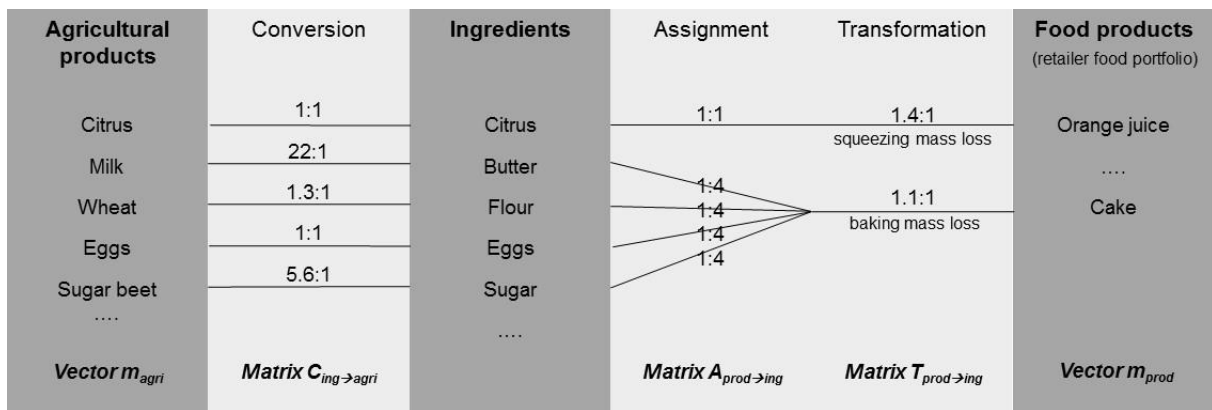 Agricultural products
Conversion
Ingredients
Assignment
Transformation
Food products
(retailer food portfolio)
Citrus
1:1
Citrus
1:1
1.4:1
squeezing mass loss
Orange juice
Milk
22:1
Butter
1:4
....
Wheat
1.3:1
Flour
1:4
1.1:1
baking mass loss
Cake
Eggs
1:1
Eggs
1:4
Sugar beet
5.6:1
Sugar
1:4
....
....
Vector m_agri
Matrix C_ing→agri
Matrix A_prod→ing
Matrix T_prod→ing
Vector m_prod